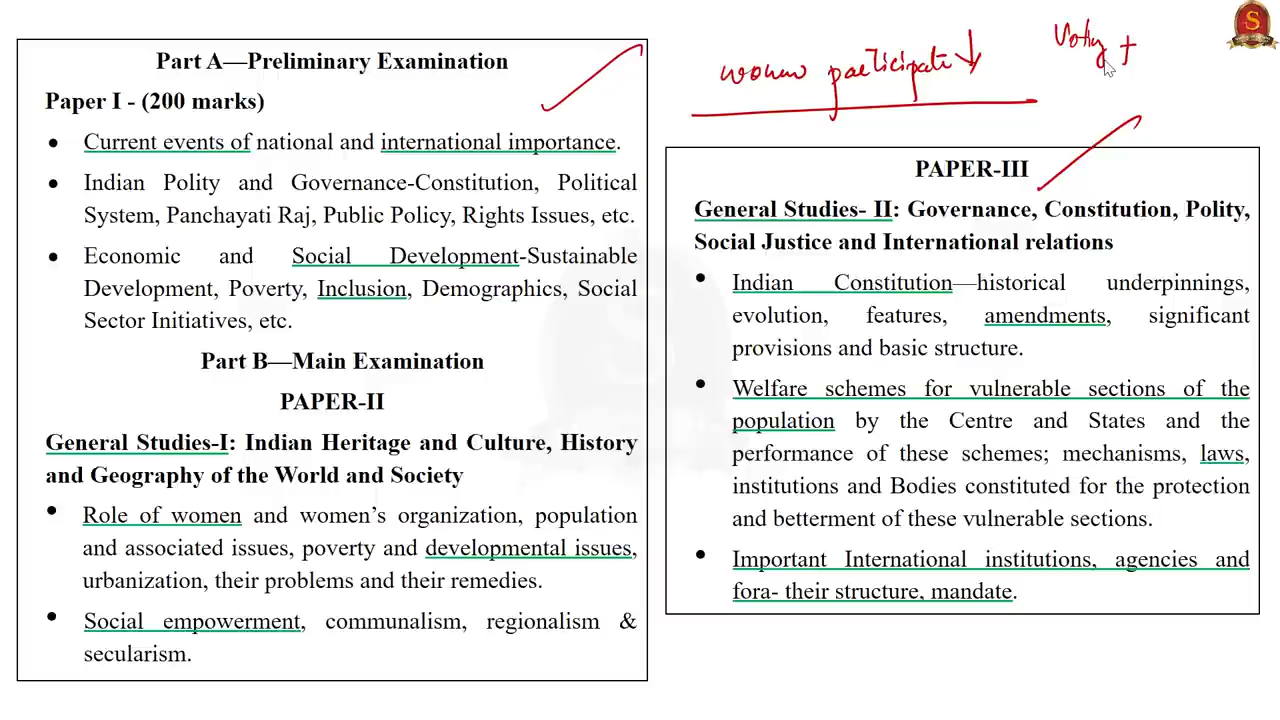 Part A—Preliminary Examination
Paper I - (200 marks)
• Current events of national and international importance.
• Indian Polity and Governance-Constitution, Political
System, Panchayati Raj, Public Policy, Rights Issues, etc.
• Economic and Social Development-Sustainable
Development, Poverty, Inclusion, Demographics, Social
Sector Initiatives, etc.
Part B—Main Examination
PAPER-II
General Studies-I: Indian Heritage and Culture, History
and Geography of the World and Society
• Role of women and women’s organization, population
and associated issues, poverty and developmental issues,
urbanization, their problems and their remedies.
• Social empowerment, communalism, regionalism &
secularism.
women participate ↓
Voting +
S
PAPER-III
General Studies- II: Governance, Constitution, Polity,
Social Justice and International relations
• Indian Constitution—historical underpinnings,
evolution, features, amendments, significant
provisions and basic structure.
• Welfare schemes for vulnerable sections of the
population by the Centre and States and the
performance of these schemes; mechanisms, laws,
institutions and Bodies constituted for the protection
and betterment of these vulnerable sections.
• Important International institutions, agencies and
fora- their structure, mandate.